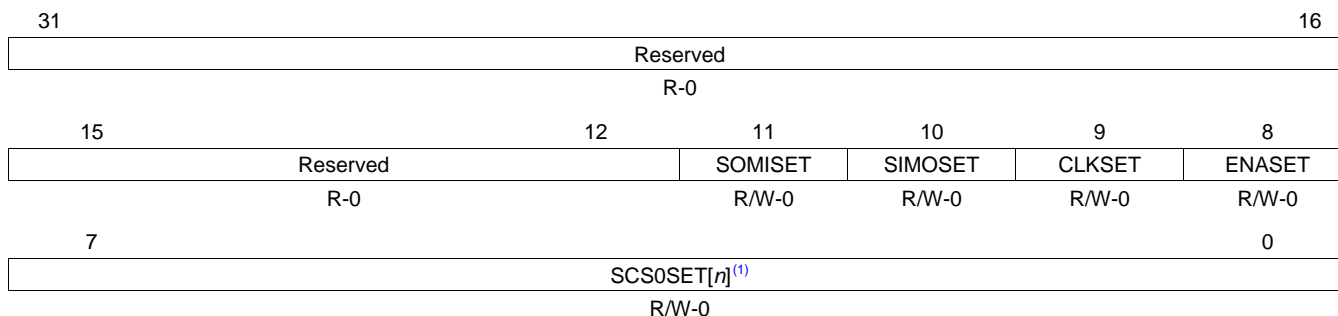 31 16
Reserved
R-0
15 12 11 10 9 8
Reserved SOMISET SIMOSET CLKSET ENASET
R-0 R/W-0 R/W-0 R/W-0 R/W-0
7 0
SCS0SET[n](1)
R/W-0